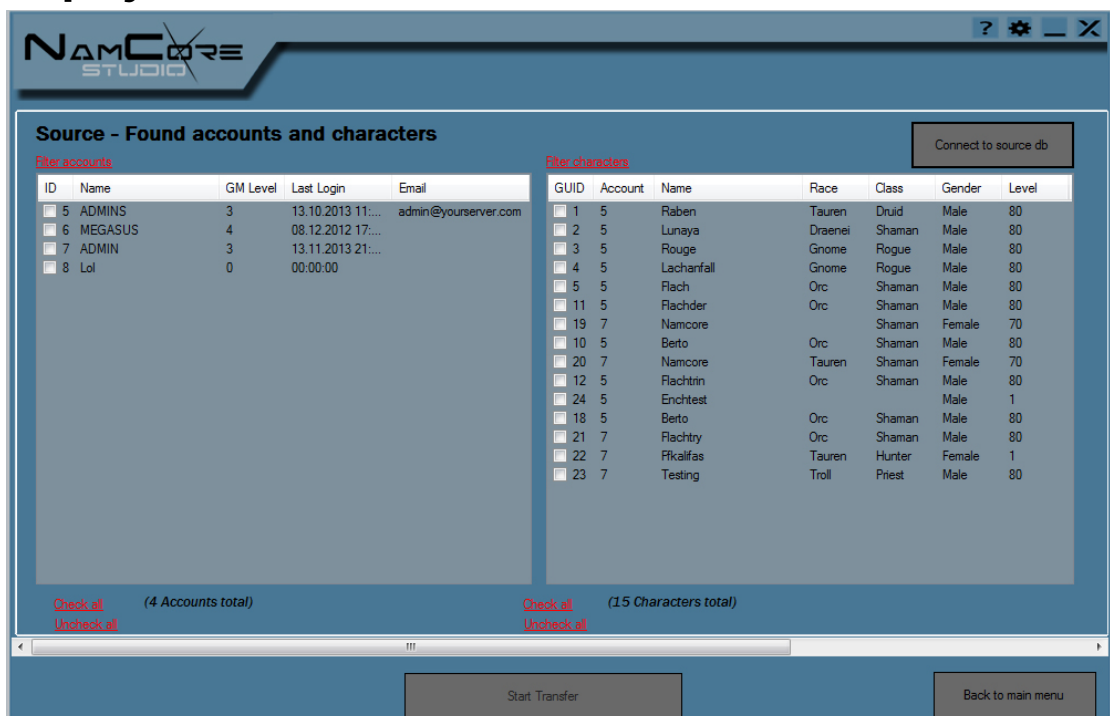 ? _ X
NAMCORE
STUDIO
Source - Found accounts and characters
Connect to source db
Filter accounts
Filter characters
ID Name GM Level Last Login Email
5 ADMINS 3 13.10.2013 11:... admin@yourserver.com
6 MEGASUS 4 08.12.2012 17:...
7 ADMIN 3 13.11.2013 21:...
8 Lol 0 00:00:00
GUID Account Name Race Class Gender Level
1 5 Raben Tauren Druid Male 80
2 5 Lunaya Draenei Shaman Male 80
3 5 Rouge Gnome Rogue Male 80
4 5 Lachanfall Gnome Rogue Male 80
5 5 Flach Orc Shaman Male 80
11 5 Flachder Orc Shaman Male 80
19 7 Namcore Shaman Female 70
10 5 Berto Orc Shaman Male 80
20 7 Namcore Tauren Shaman Female 70
12 5 Flachtrin Orc Shaman Male 80
24 5 Enchtest Male 1
18 5 Berto Orc Shaman Male 80
21 7 Flachtry Orc Shaman Male 80
22 7 Ffkalifas Tauren Hunter Female 1
23 7 Testing Troll Priest Male 80
Check all (4 Accounts total)
Uncheck all
Check all (15 Characters total)
Uncheck all
Start Transfer
Back to main menu